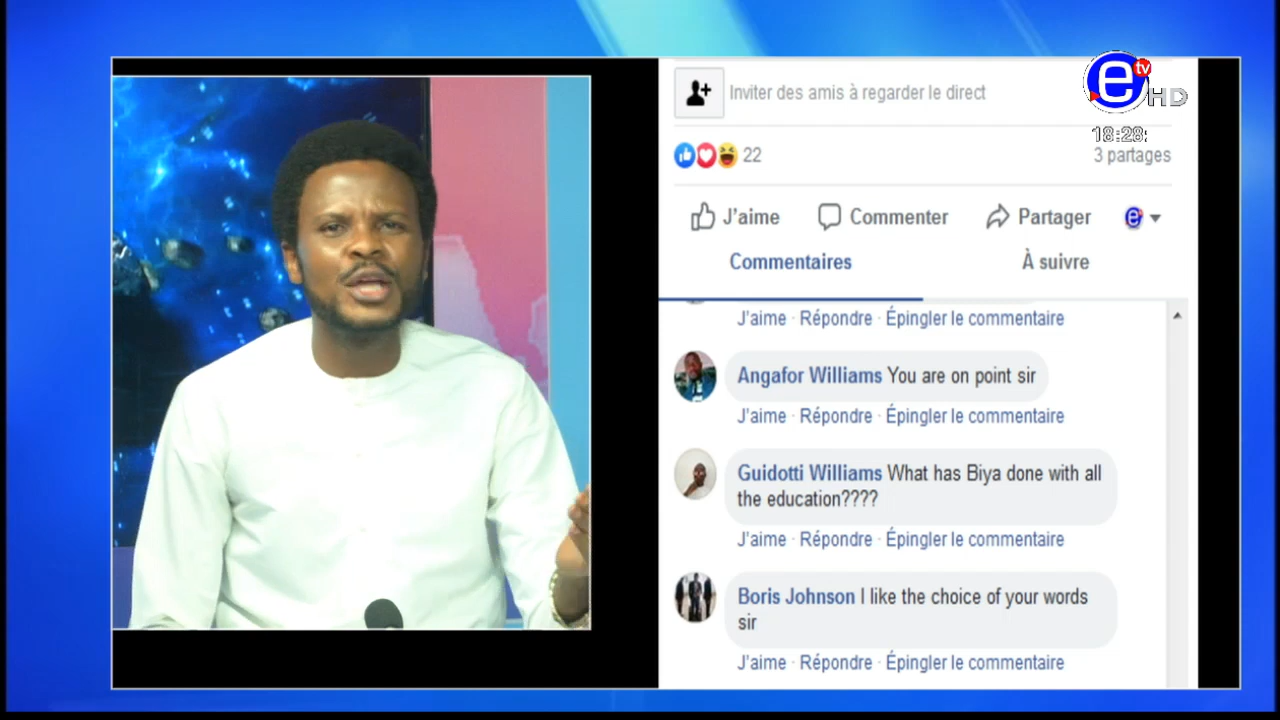 e tv
HD
18:28:
Inviter des amis à regarder le direct
22
3 partages
J'aime
Commenter
Partager
e
Commentaires
À suivre
J'aime · Répondre · Épingler le commentaire
Angafor Williams You are on point sir
J'aime · Répondre · Épingler le commentaire
Guidotti Williams What has Biya done with all
the education????
J'aime · Répondre · Épingler le commentaire
Boris Johnson I like the choice of your words
sir
J'aime · Répondre · Épingler le commentaire